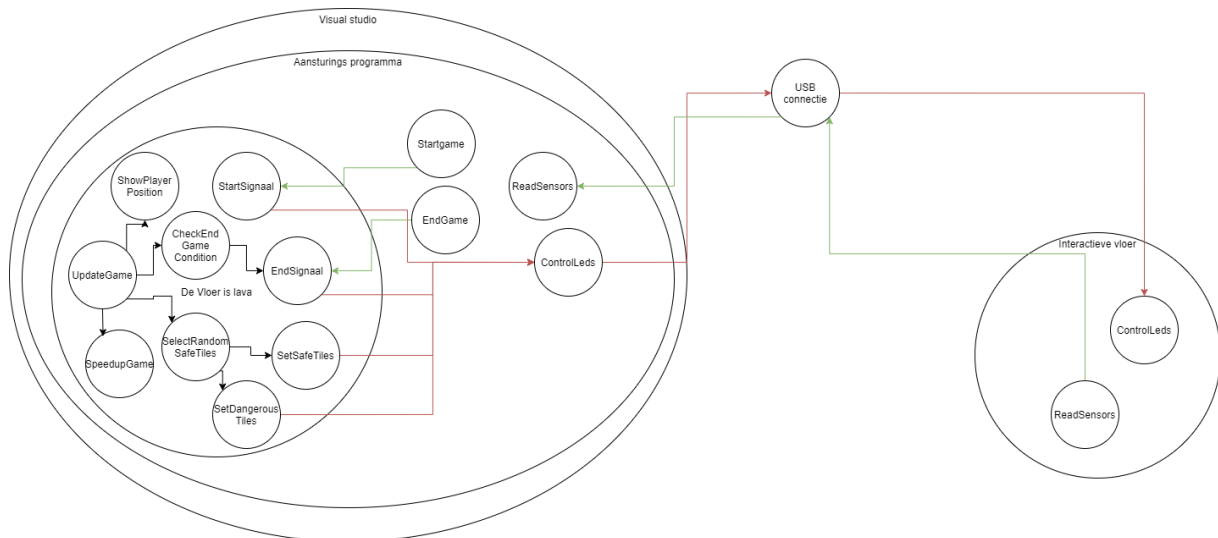 Visual studio
Aansturings programma
USB
connectie
Startgame
ShowPlayer
Position
StartSignaal
ReadSensors
EndGame
CheckEnd
Game
Condition
Interactieve vloer
UpdateGame
EndSignaal
ControlLeds
De Vloer is lava
ControlLeds
SelectRandom
SafeTiles
SetSafeTiles
SpeedupGame
SetDangerous
Tiles
ReadSensors